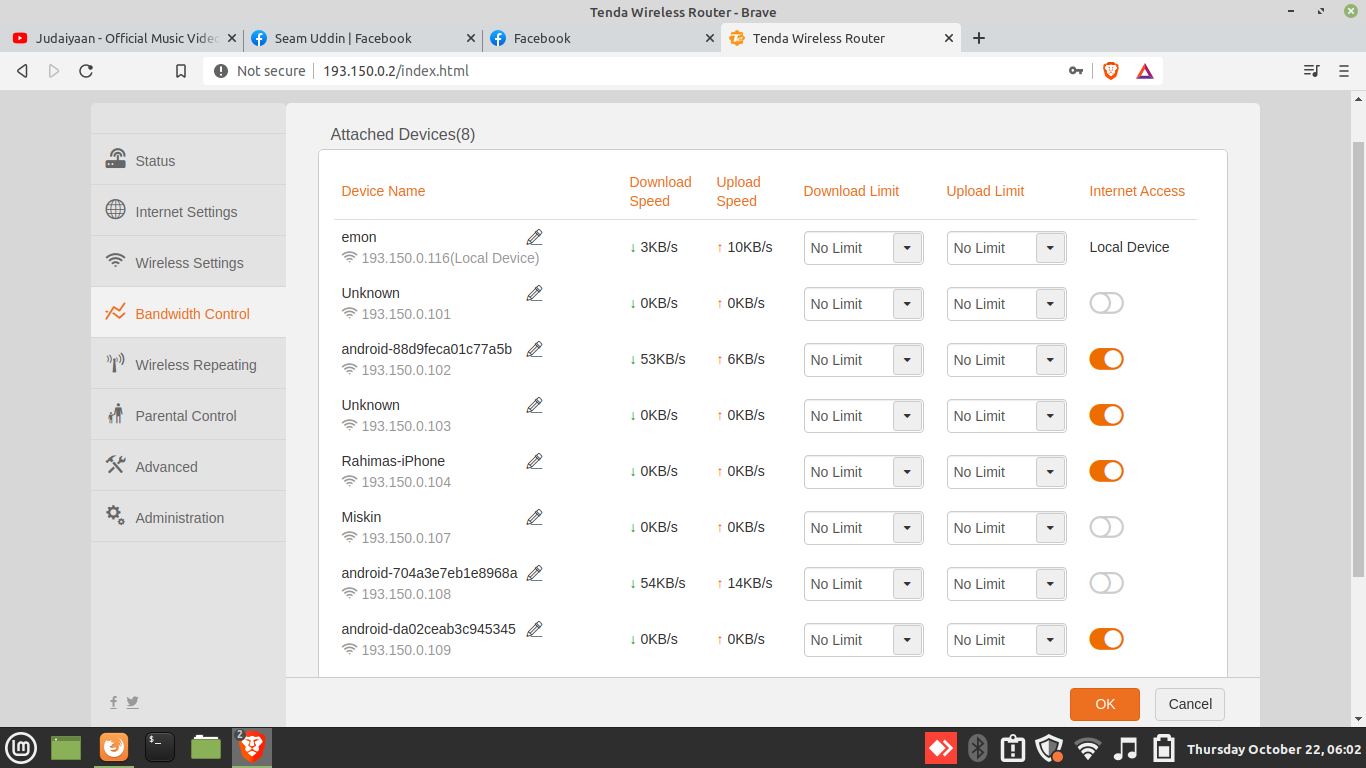 Tenda Wireless Router - Brave
Judaiyaan - Official Music Vide
Seam Uddin | Facebook
Facebook
Tenda Wireless Router
Not secure
193.150.0.2/index.html
Status
Internet Settings
Wireless Settings
Bandwidth Control
Wireless Repeating
Parental Control
Advanced
Administration
Attached Devices(8)
Device Name Download Speed Upload Speed Download Limit Upload Limit Internet Access
emon
193.150.0.116(Local Device)
↓ 3KB/s ↑ 10KB/s No Limit No Limit Local Device
Unknown
193.150.0.101
↓ 0KB/s ↑ 0KB/s No Limit No Limit
android-88d9feca01c77a5b
193.150.0.102
↓ 53KB/s ↑ 6KB/s No Limit No Limit
Unknown
193.150.0.103
↓ 0KB/s ↑ 0KB/s No Limit No Limit
Rahimas-iPhone
193.150.0.104
↓ 0KB/s ↑ 0KB/s No Limit No Limit
Miskin
193.150.0.107
↓ 0KB/s ↑ 0KB/s No Limit No Limit
android-704a3e7eb1e8968a
193.150.0.108
↓ 54KB/s ↑ 14KB/s No Limit No Limit
android-da02ceab3c945345
193.150.0.109
↓ 0KB/s ↑ 0KB/s No Limit No Limit
OK
Cancel
2
Thursday October 22, 06:02